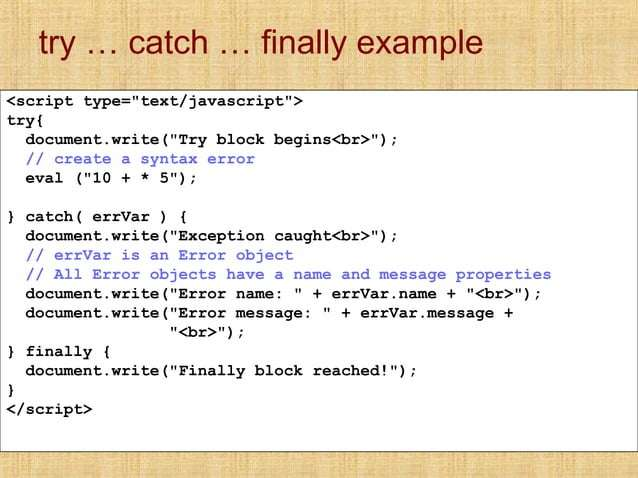 try … catch … finally example
<script type="text/javascript">
try{
  document.write("Try block begins<br>");
  // create a syntax error
  eval ("10 + * 5");
} catch( errVar ) {
  document.write("Exception caught<br>");
  // errVar is an Error object
  // All Error objects have a name and message properties
  document.write("Error name: " + errVar.name + "<br>");
  document.write("Error message: " + errVar.message +
                 "<br>");
} finally {
  document.write("Finally block reached!");
}
</script>